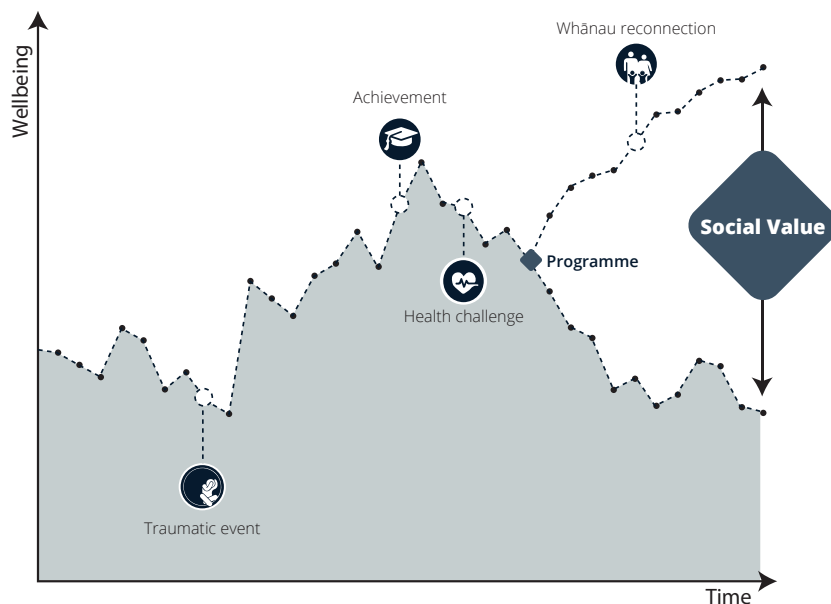 Whānau reconnection
Wellbeing
Achievement
Social Value
Programme
Health challenge
Traumatic event
Time